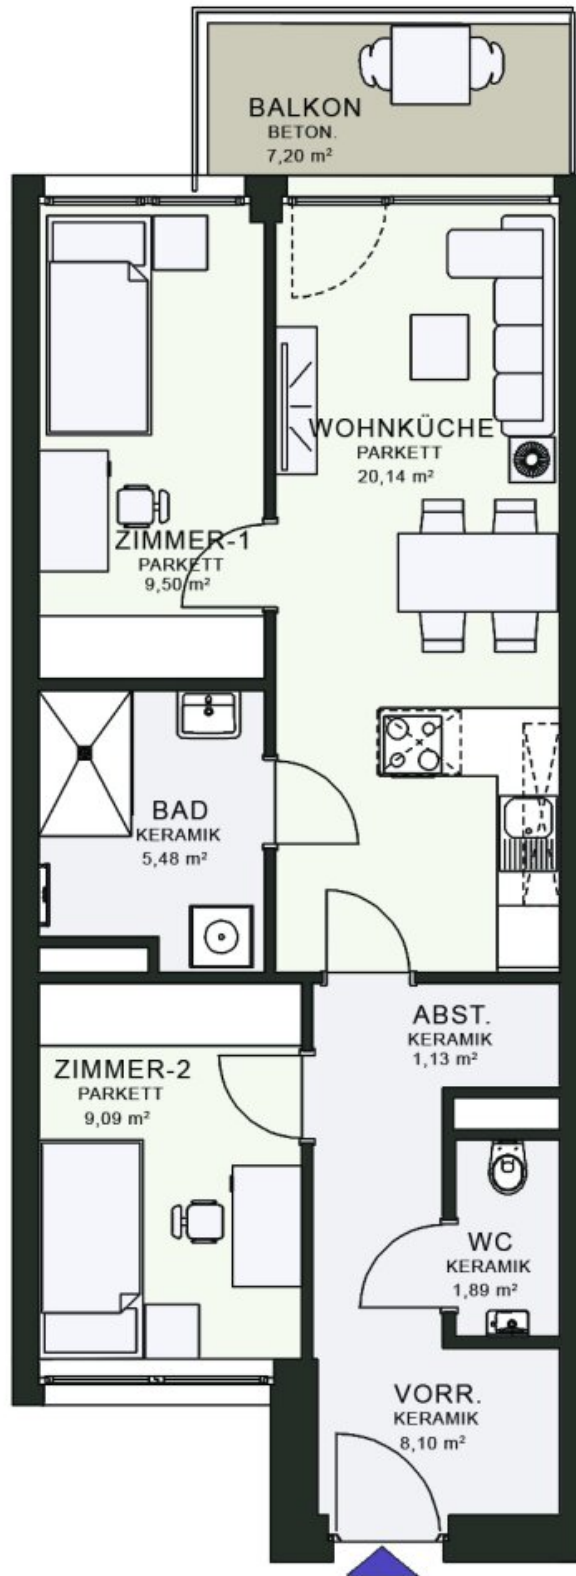 BALKON
BETON.
7,20 m²
WOHNKÜCHE
PARKETT
20,14 m²
ZIMMER-1
PARKETT
9,50 m²
BAD
KERAMIK
5,48 m²
ABST.
KERAMIK
1,13 m²
ZIMMER-2
PARKETT
9,09 m²
WC
KERAMIK
1,89 m²
VORR.
KERAMIK
8,10 m²